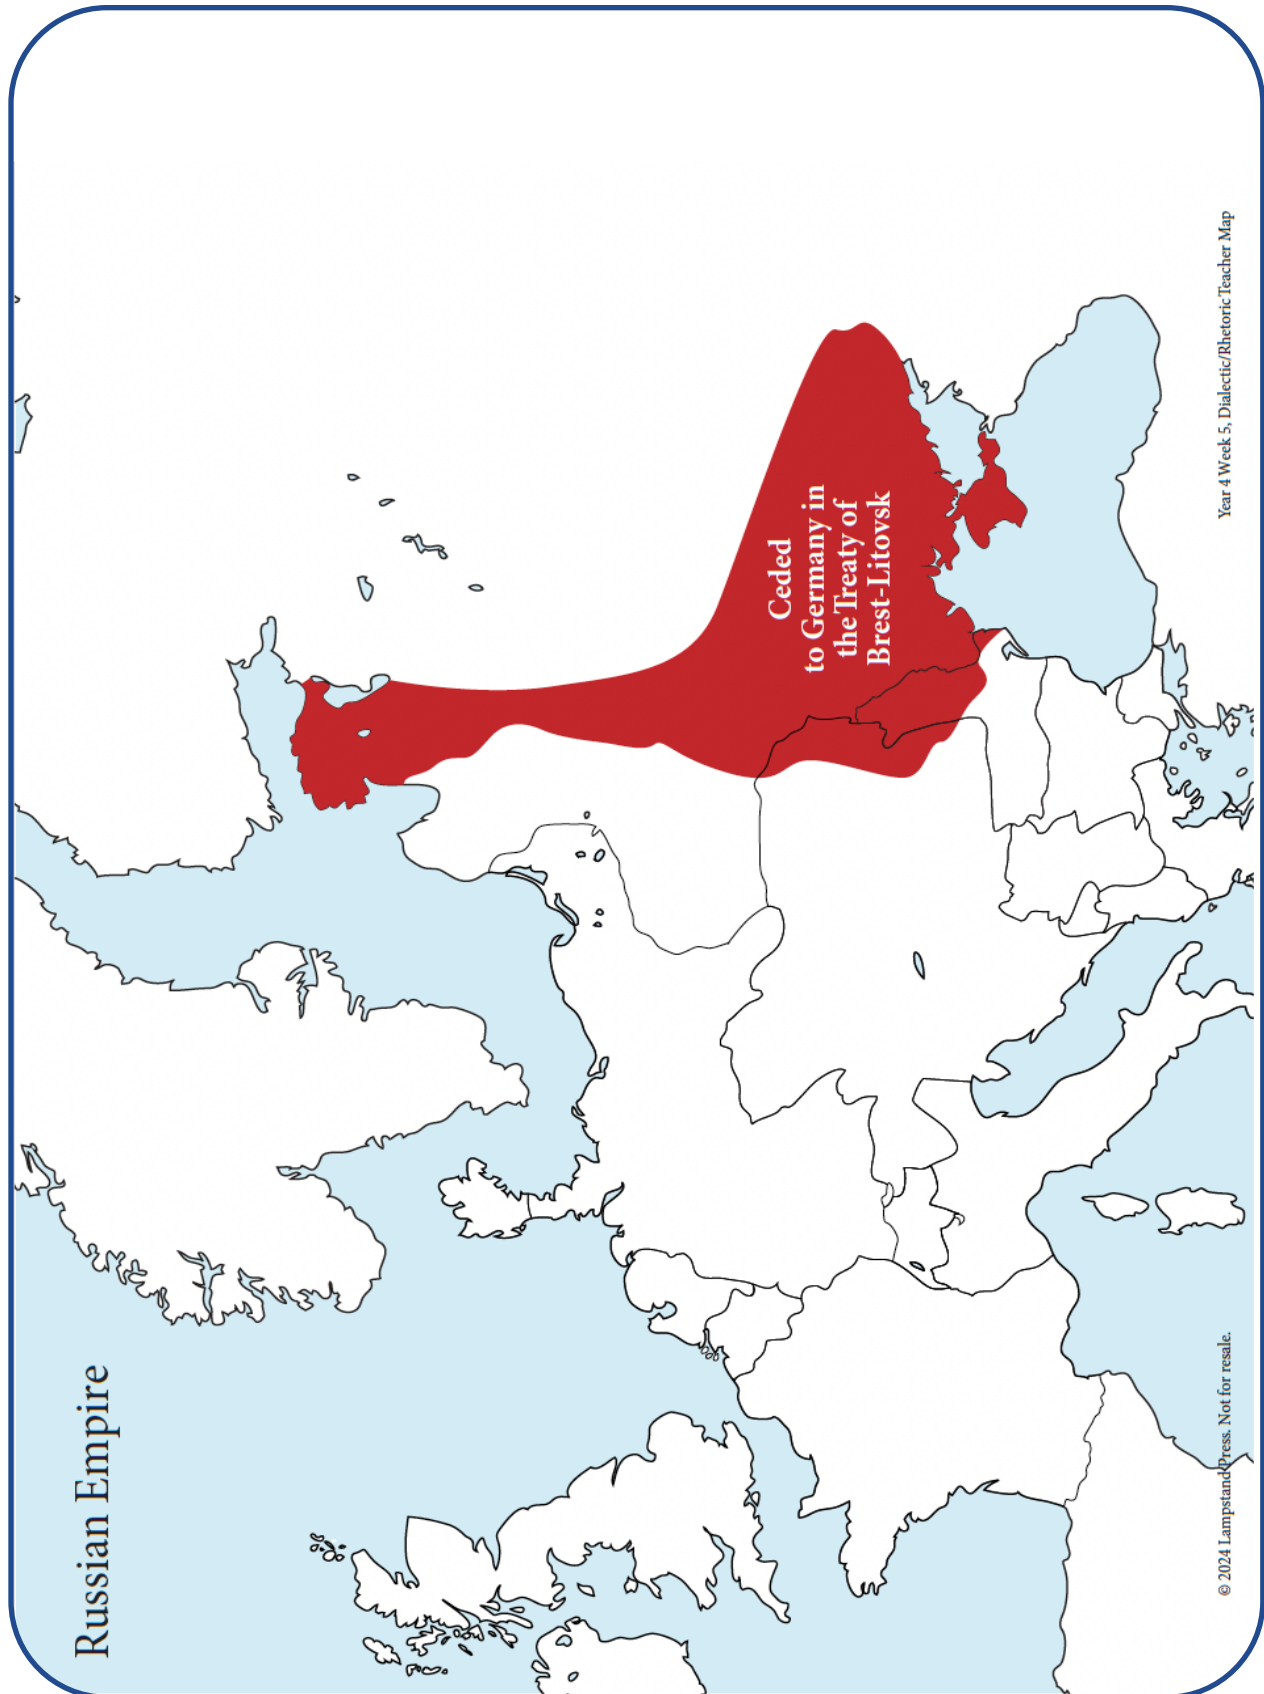 Russian Empire
Ceded
to Germany in
the Treaty of
Brest-Litovsk
© 2024 Lampstand Press. Not for resale.
Year 4 Week 5, Dialectic/Rhetoric Teacher Map